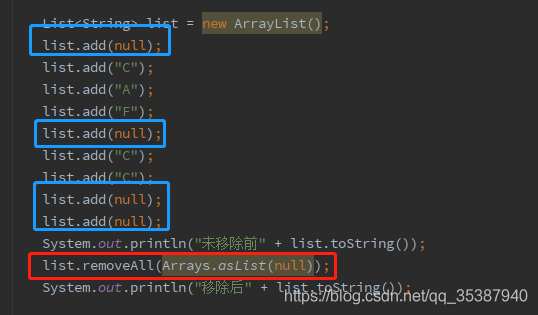 List<String> list = new ArrayList();
list.add(null);
list.add("C");
list.add("A");
list.add("F");
list.add(null);
list.add("C");
list.add("C");
list.add(null);
list.add(null);
System.out.println("未移除前" + list.toString());
list.removeAll(Arrays.asList(null));
System.out.println("移除后" + list.toString());
https://blog.csdn.net/qq_35387940